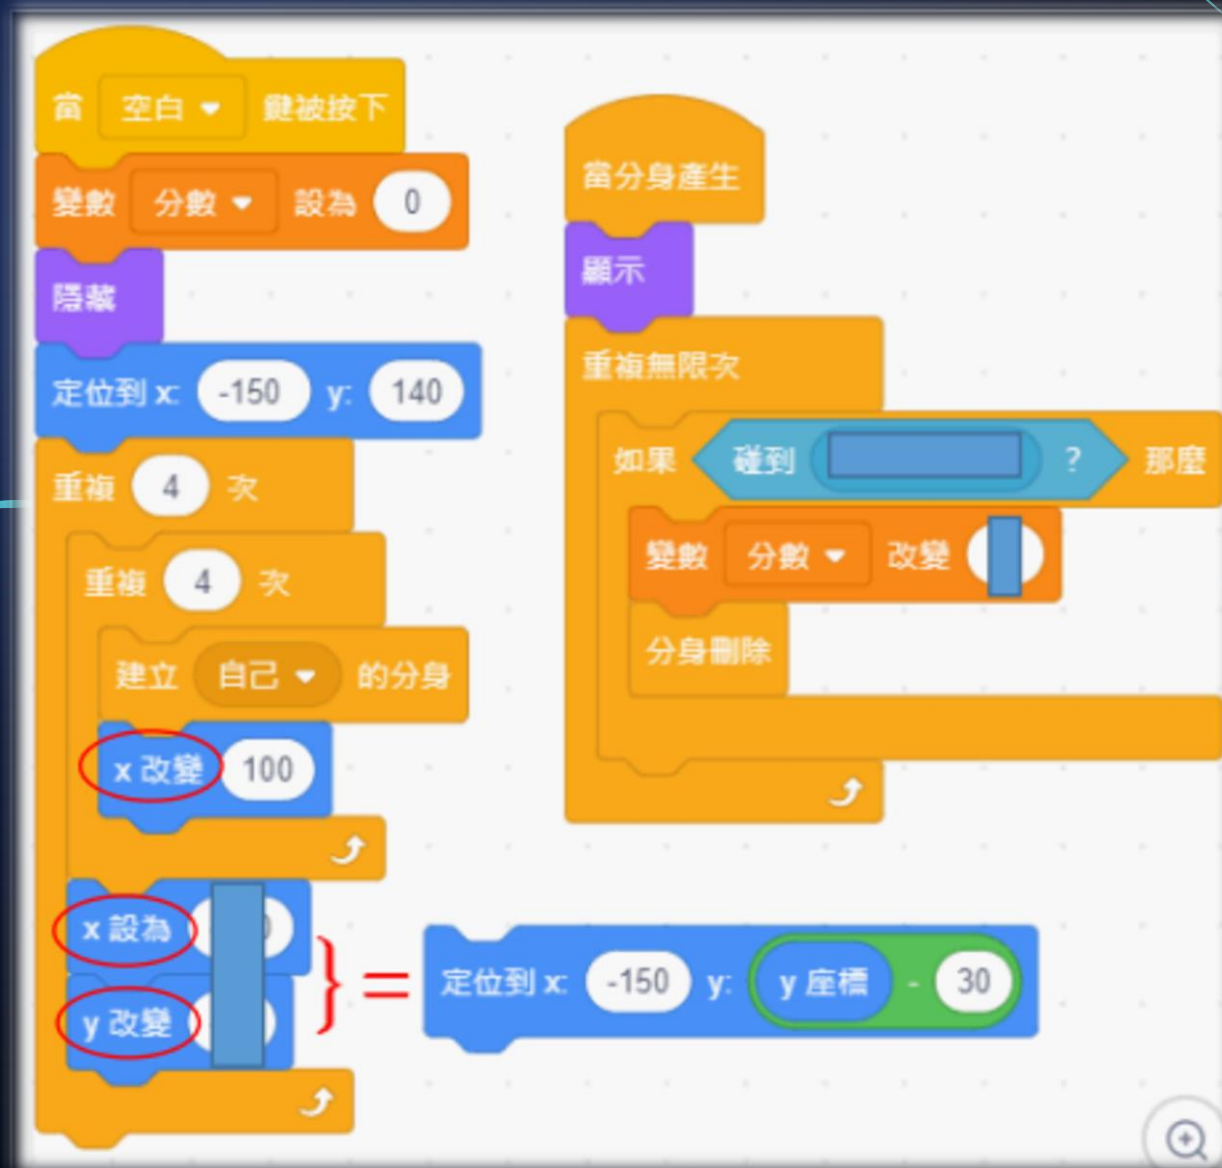 當 空白 鍵被按下
變數 分數 設為 0
隱藏
定位到 x: -150 y: 140
重複 4 次
重複 4 次
建立 自己 的分身
x 改變 100
x 設為
y 改變
} = 定位到 x: -150 y: y 座標 - 30
當分身產生
顯示
重複無限次
如果 碰到 ? 那麼
變數 分數 改變
分身刪除